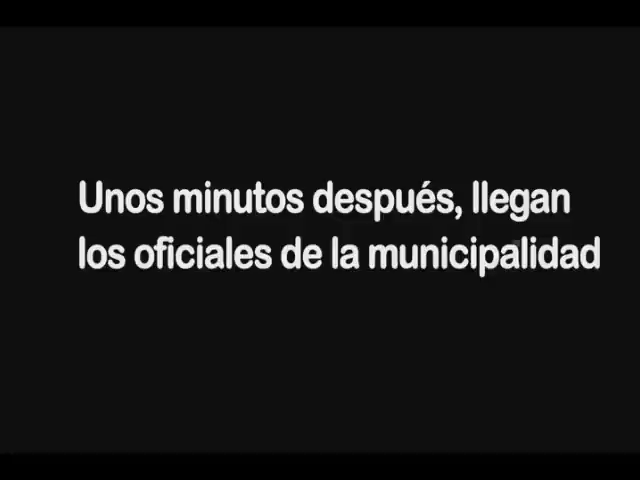 Unos minutos después, llegan
los oficiales de la municipalidad